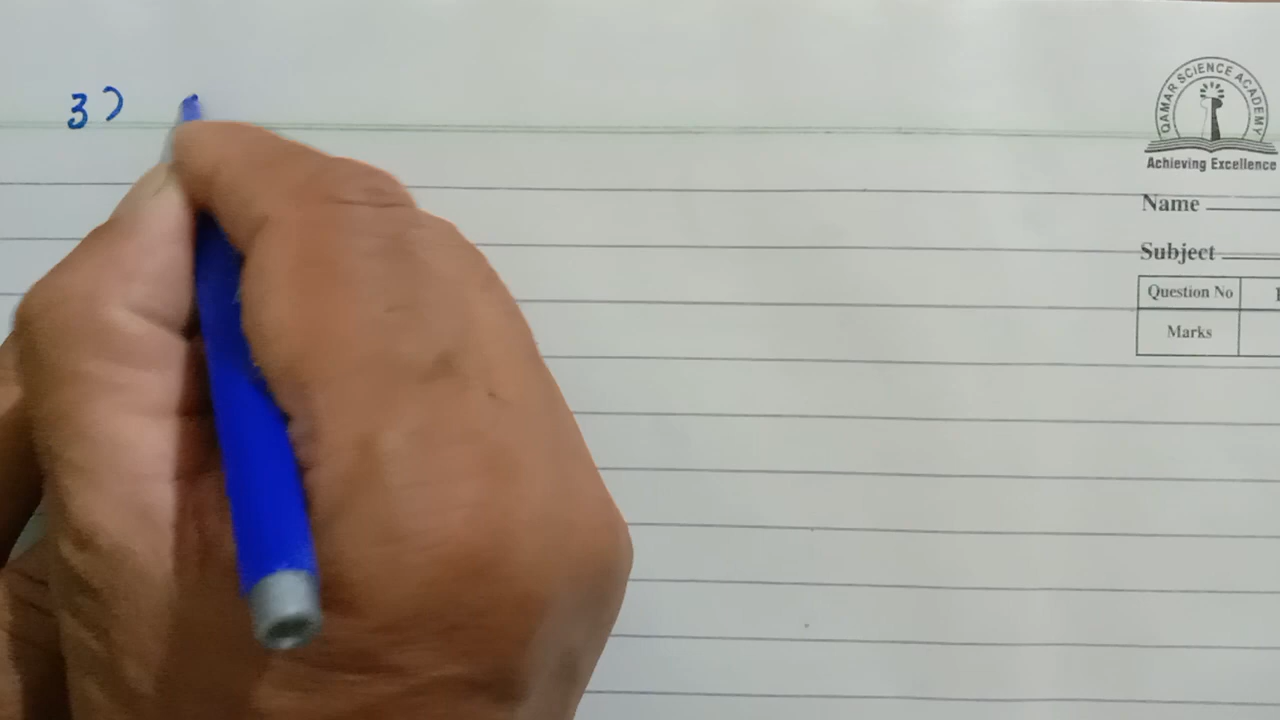 3)
QAMAR SCIENCE ACADEMY
Achieving Excellence
Name
Subject
Question No
Marks